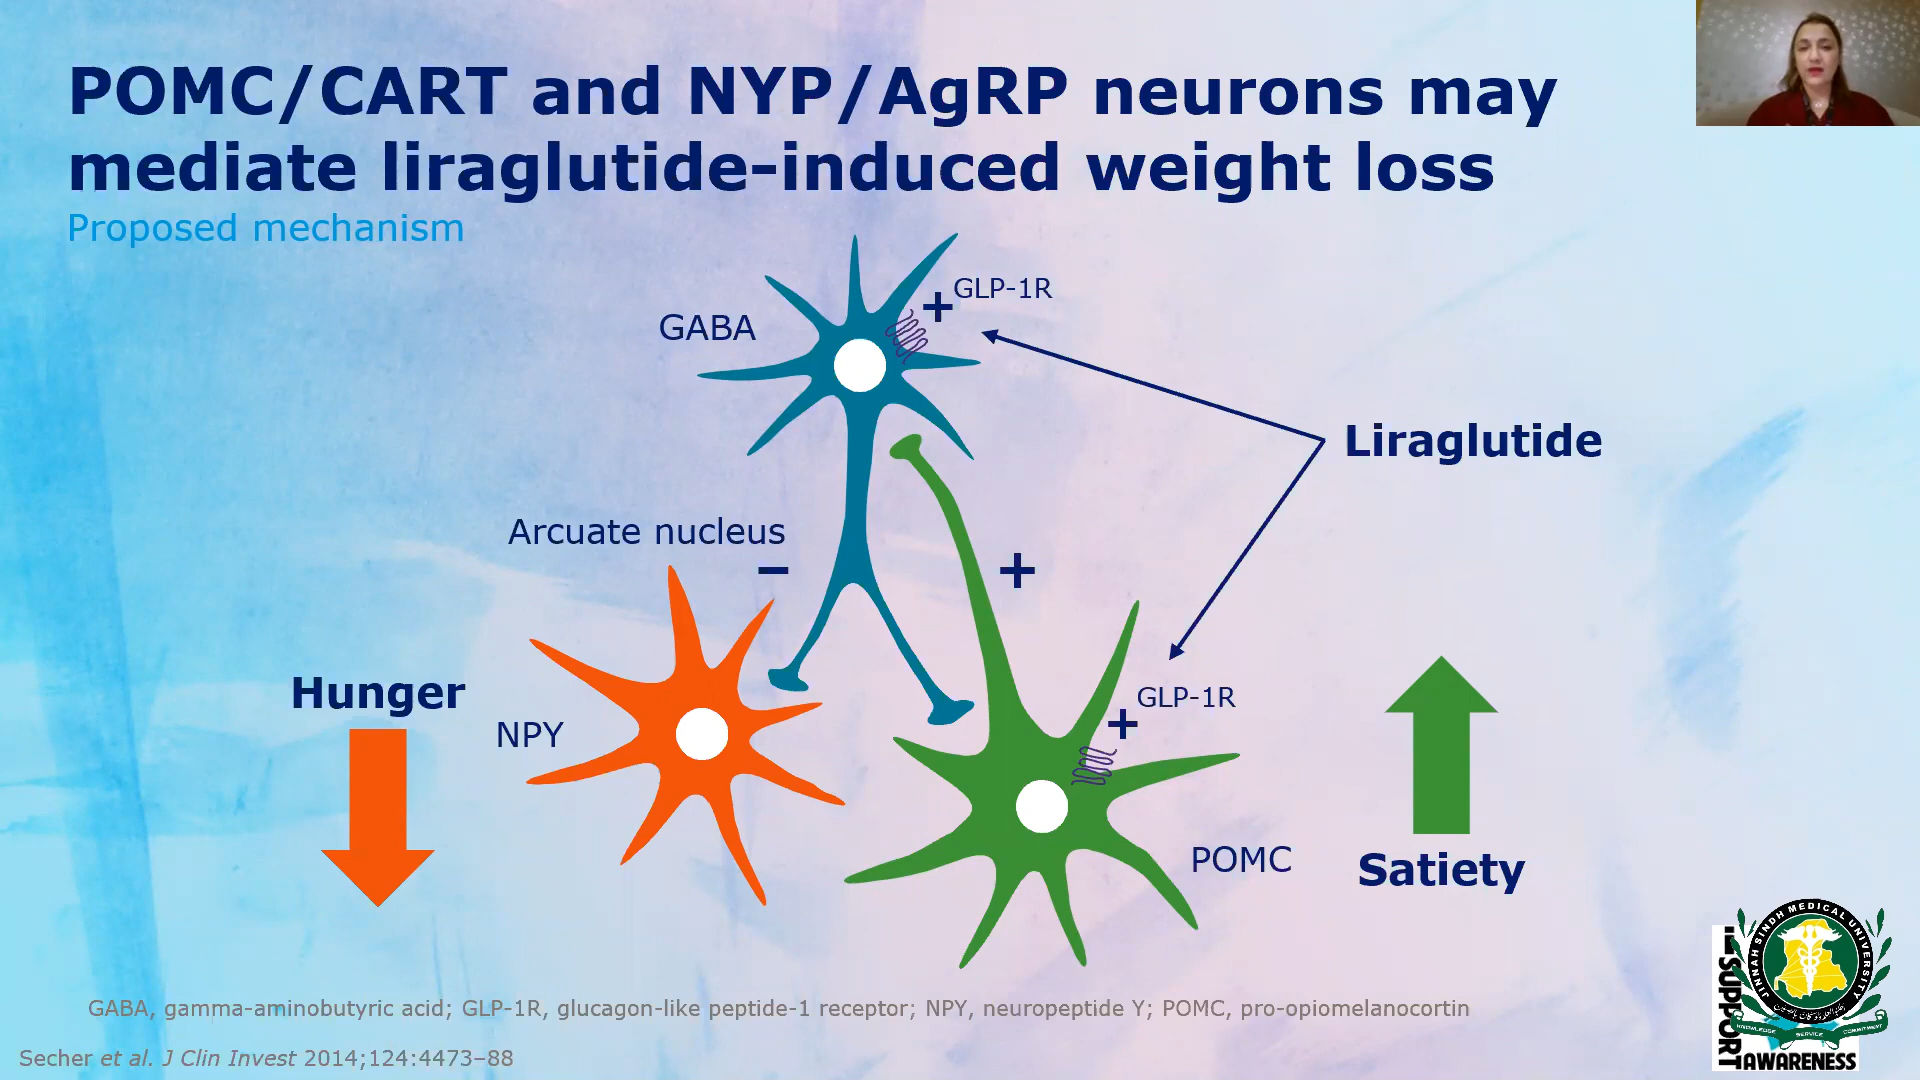 POMC/CART and NYP/AgRP neurons may
mediate liraglutide-induced weight loss
Proposed mechanism
GLP-1R
+
GABA
Liraglutide
Arcuate nucleus
–
+
Hunger
NPY
GLP-1R
+
POMC
Satiety
GABA, gamma-aminobutyric acid; GLP-1R, glucagon-like peptide-1 receptor; NPY, neuropeptide Y; POMC, pro-opiomelanocortin
Secher et al. J Clin Invest 2014;124:4473–88
JINNAH SINDH MEDICAL UNIVERSITY
KNOWLEDGE SERVICE COMMITMENT
SUPPORT
AWARENESS